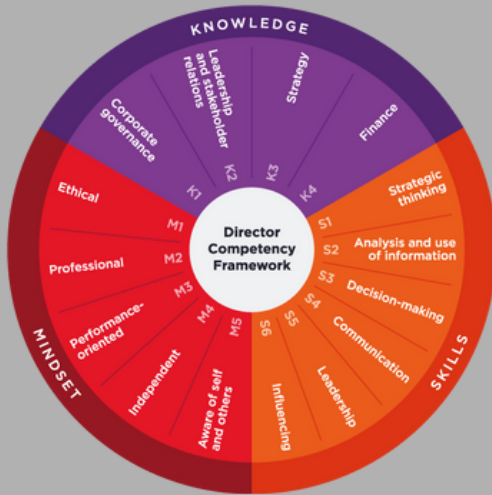 KNOWLEDGE
Corporate
governance
K1
Leadership
and stakeholder
relations
K2
Strategy
K3
Finance
K4
SKILLS
Strategic
thinking
S1
Analysis and use
of information
S2
Decision-making
S3
Communication
S4
Leadership
S5
Influencing
S6
MINDSET
Ethical
M1
Professional
M2
Performance-
oriented
M3
Independent
M4
Aware of self
and others
M5
Director
Competency
Framework